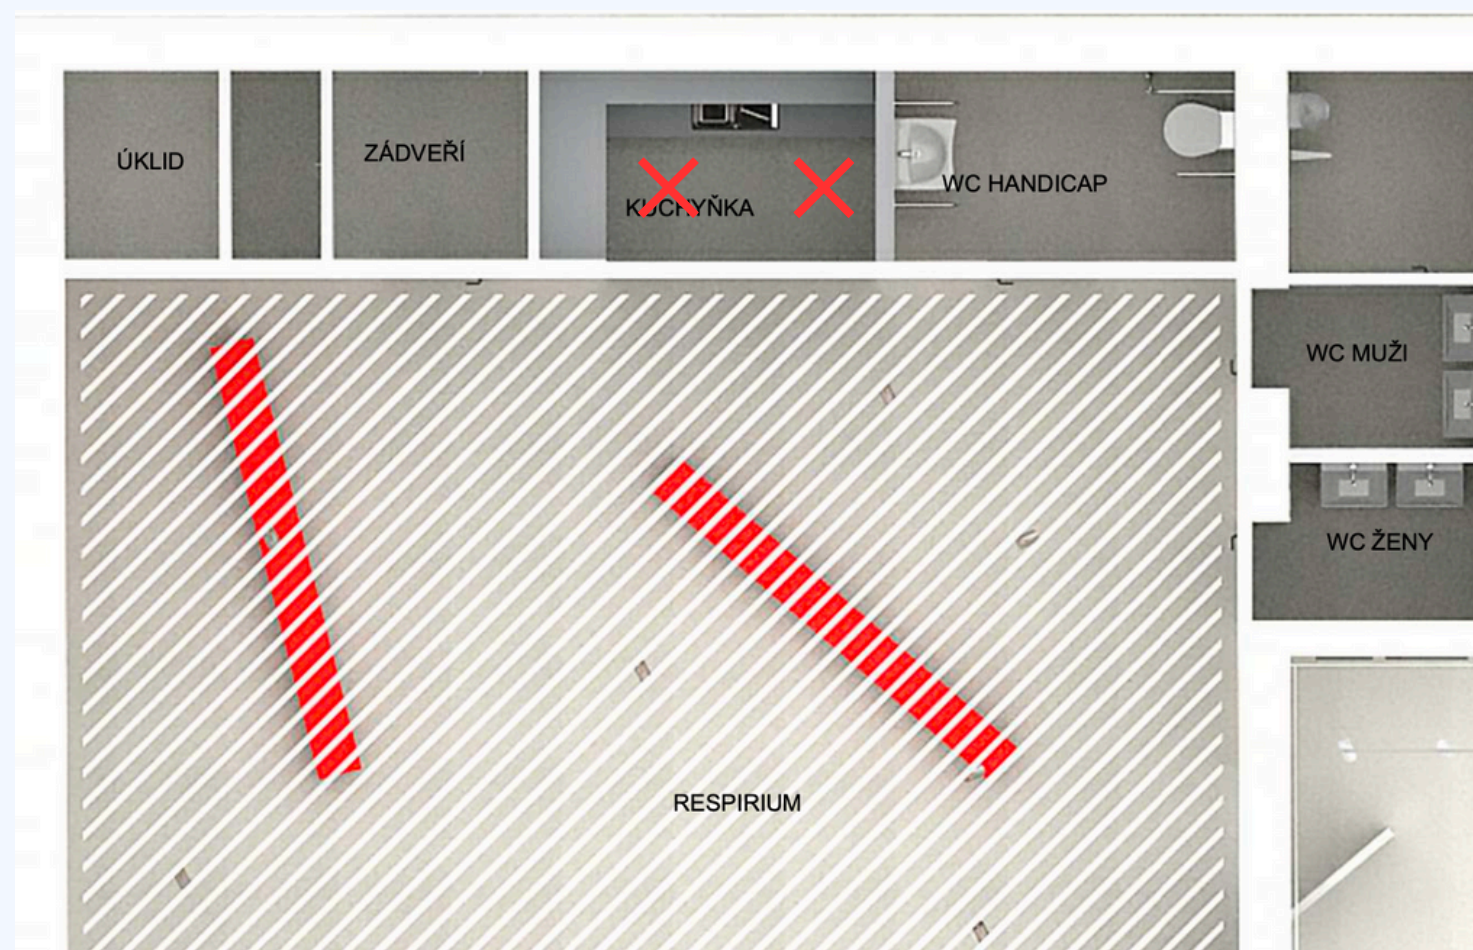 ÚKLID
ZÁDVEŘÍ
KUCHYŇKA
WC HANDICAP
WC MUŽI
WC ŽENY
RESPIRIUM